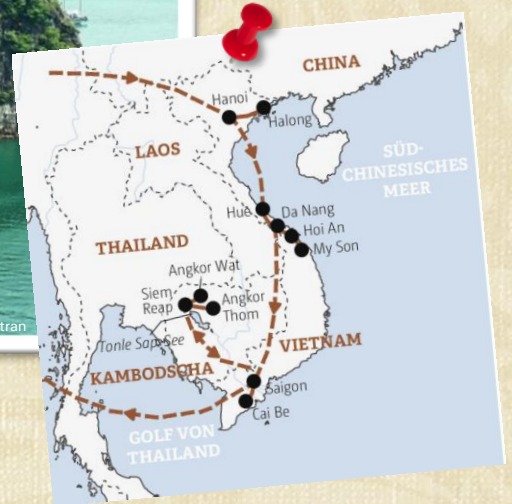 CHINA
Hanoi
Halong
LAOS
SÜD-
CHINESISCHES
MEER
Hué
Da Nang
Hoi An
My Son
THAILAND
Angkor Wat
Siem
Reap
Angkor
Thom
Tonle Sap-See
VIETNAM
KAMBODSCHA
Saigon
Cai Be
GOLF VON
THAILAND
tran